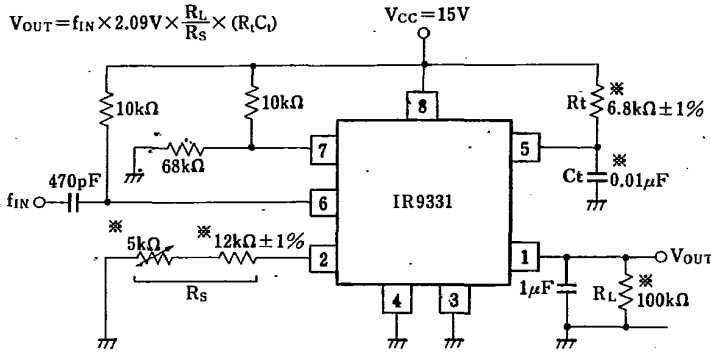 VOUT=fIN×2.09V×RL/RS×(RtCt)
VCC=15V
10kΩ
10kΩ
Rt
※
6.8kΩ±1%
8
7
5
68kΩ
Ct
※
0.01μF
470pF
fIN
6
IR9331
※
5kΩ
※
12kΩ±1%
2
1
VOUT
RS
1μF
RL
※
100kΩ
4
3